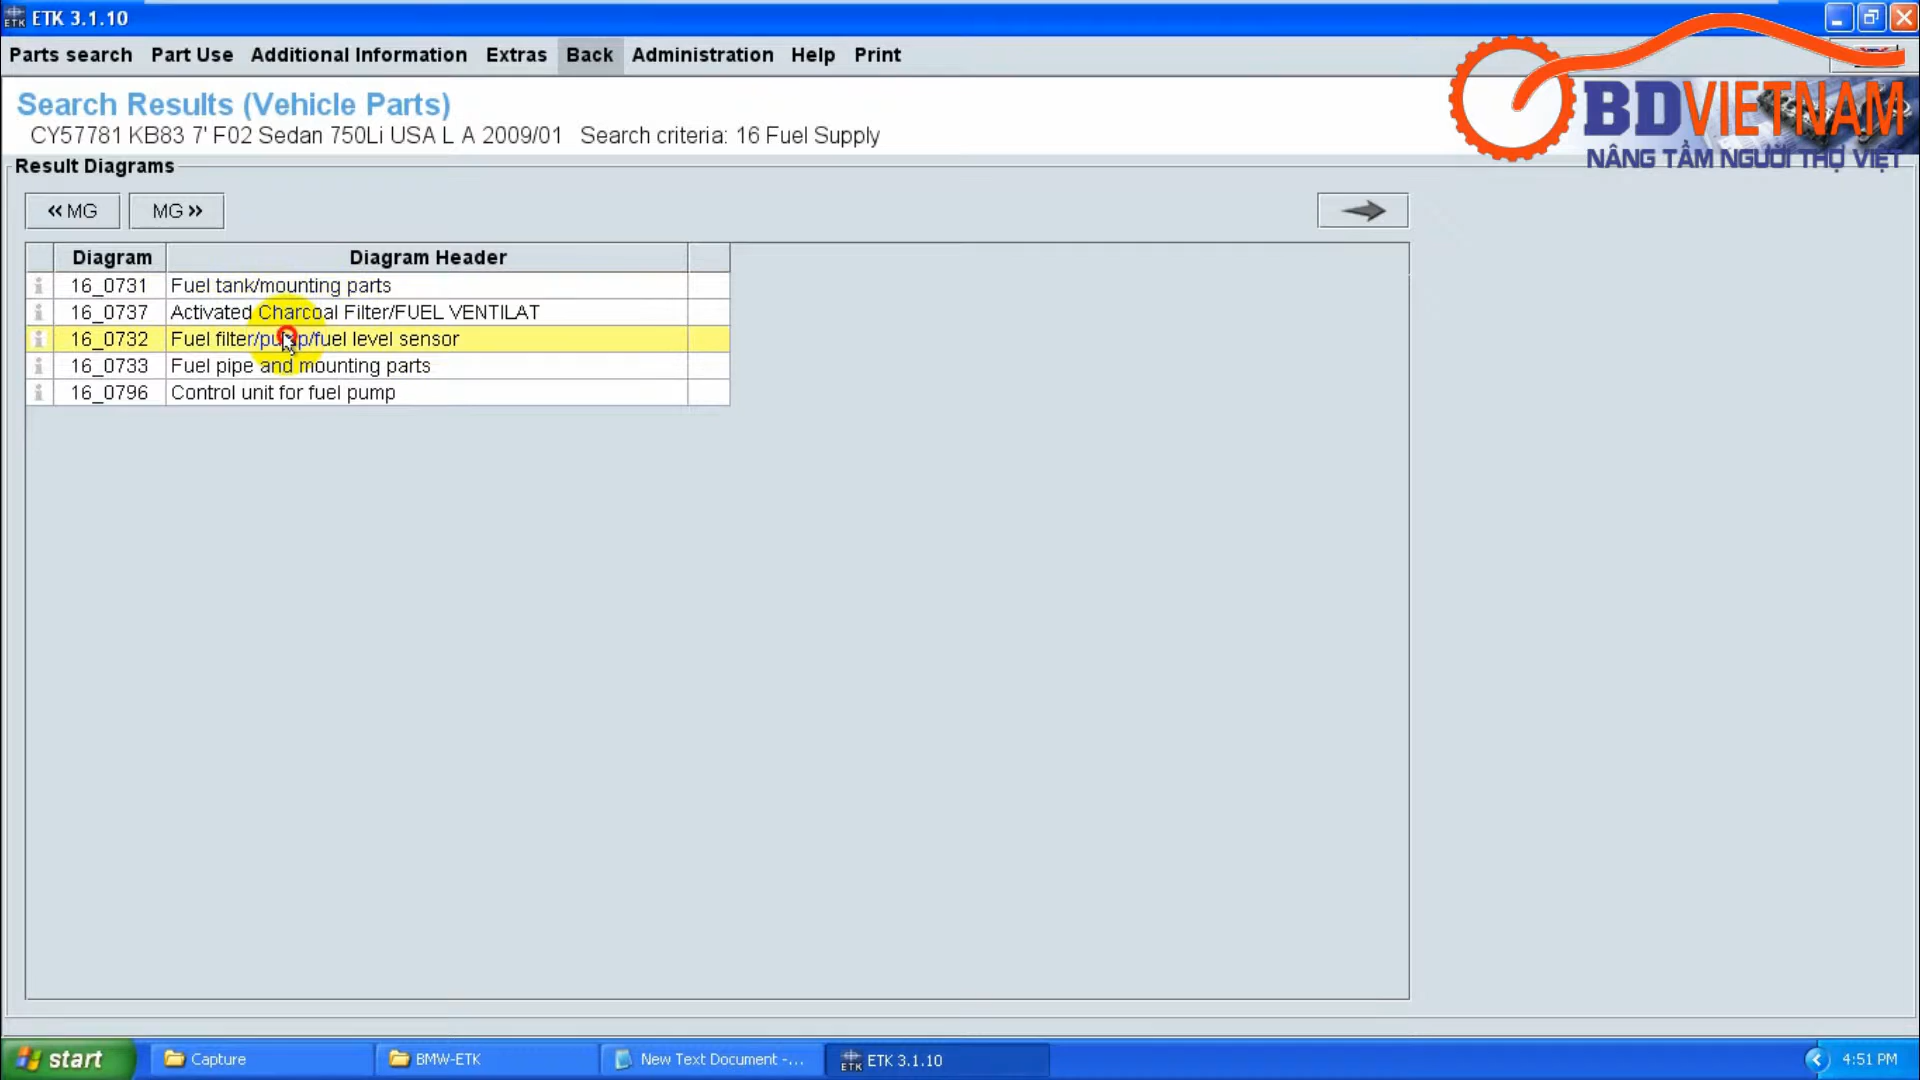 ETK 3.1.10
Parts search Part Use Additional Information Extras Back Administration Help Print
Search Results (Vehicle Parts)
CY57781 KB83 7' F02 Sedan 750Li USA L A 2009/01 Search criteria: 16 Fuel Supply
OBDVIETNAM
NÂNG TẦM NGƯỜI THỢ VIỆT
Result Diagrams
<< MG MG >>
Diagram Diagram Header
16_0731 Fuel tank/mounting parts
16_0737 Activated Charcoal Filter/FUEL VENTILAT
16_0732 Fuel filter/pump/fuel level sensor
16_0733 Fuel pipe and mounting parts
16_0796 Control unit for fuel pump
start Capture BMW-ETK New Text Document -... ETK 3.1.10 4:51 PM